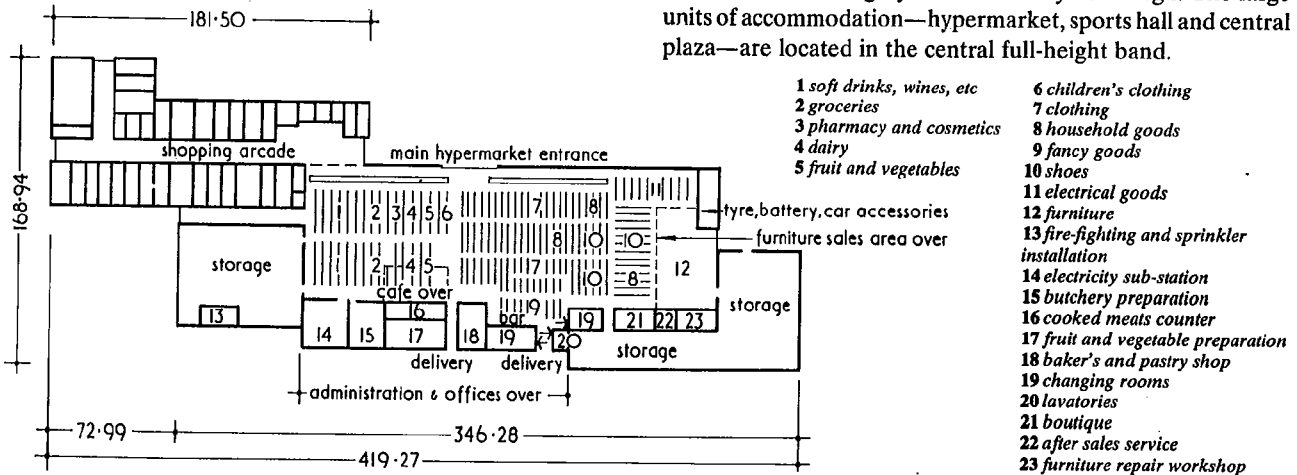 units of accommodation—hypermarket, sports hall and central
plaza—are located in the central full-height band.
1 soft drinks, wines, etc
2 groceries
3 pharmacy and cosmetics
4 dairy
5 fruit and vegetables
6 children's clothing
7 clothing
8 household goods
9 fancy goods
10 shoes
11 electrical goods
12 furniture
13 fire-fighting and sprinkler
installation
14 electricity sub-station
15 butchery preparation
16 cooked meats counter
17 fruit and vegetable preparation
18 baker's and pastry shop
19 changing rooms
20 lavatories
21 boutique
22 after sales service
23 furniture repair workshop
181·50
168·94
shopping arcade
main hypermarket entrance
11
1 2 3 4 5 6 7 8
tyre, battery, car accessories
8 10 10
furniture sales area over
storage
2 4 5 7 10 8 12
cafe over
storage
13
16
9
bar
14 15 17 18 19 19 21 22 23
20
storage
delivery delivery
administration & offices over
72·99
346·28
419·27